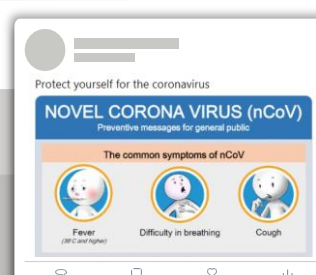 Protect yourself for the coronavirus
NOVEL CORONA VIRUS (nCoV)
Preventive messages for general public
The common symptoms of nCoV
Fever
(38'C and higher)
Difficulty in breathing
Cough